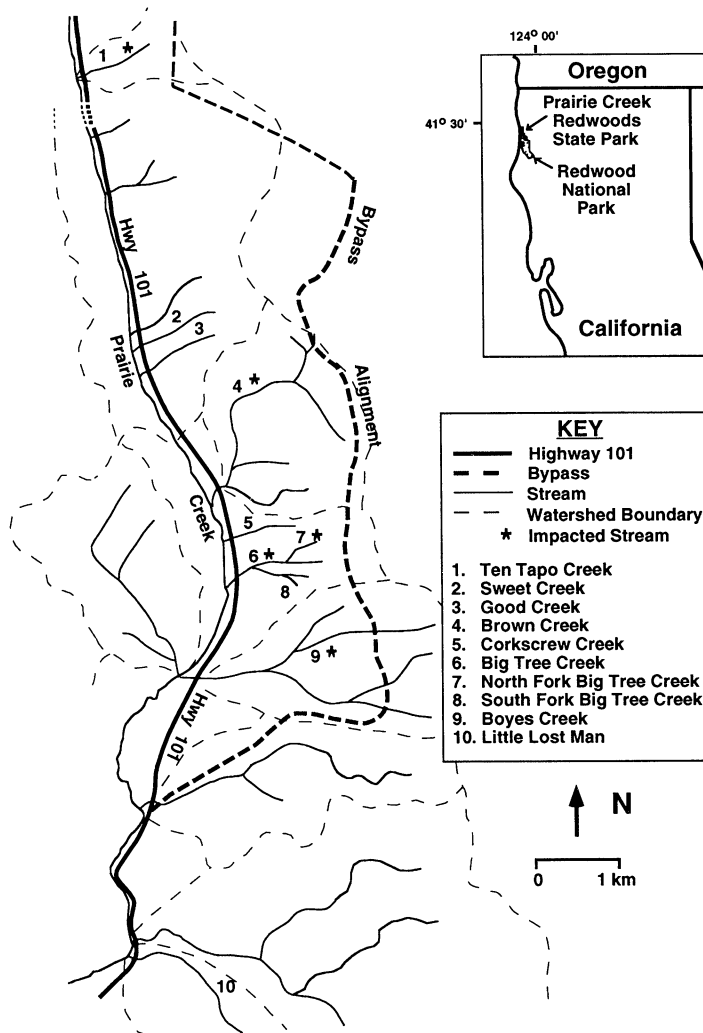 1 *
Hwy 101
Bypass
2
3
Prairie
4 *
Alignment
Creek
5
7 *
6 *
8
9 *
Hwy 101
10
124° 00'
41° 30'
Oregon
Prairie Creek
Redwoods
State Park
Redwood
National
Park
California
KEY
Highway 101
Bypass
Stream
Watershed Boundary
* Impacted Stream
1. Ten Tapo Creek
2. Sweet Creek
3. Good Creek
4. Brown Creek
5. Corkscrew Creek
6. Big Tree Creek
7. North Fork Big Tree Creek
8. South Fork Big Tree Creek
9. Boyes Creek
10. Little Lost Man
N
0 1 km